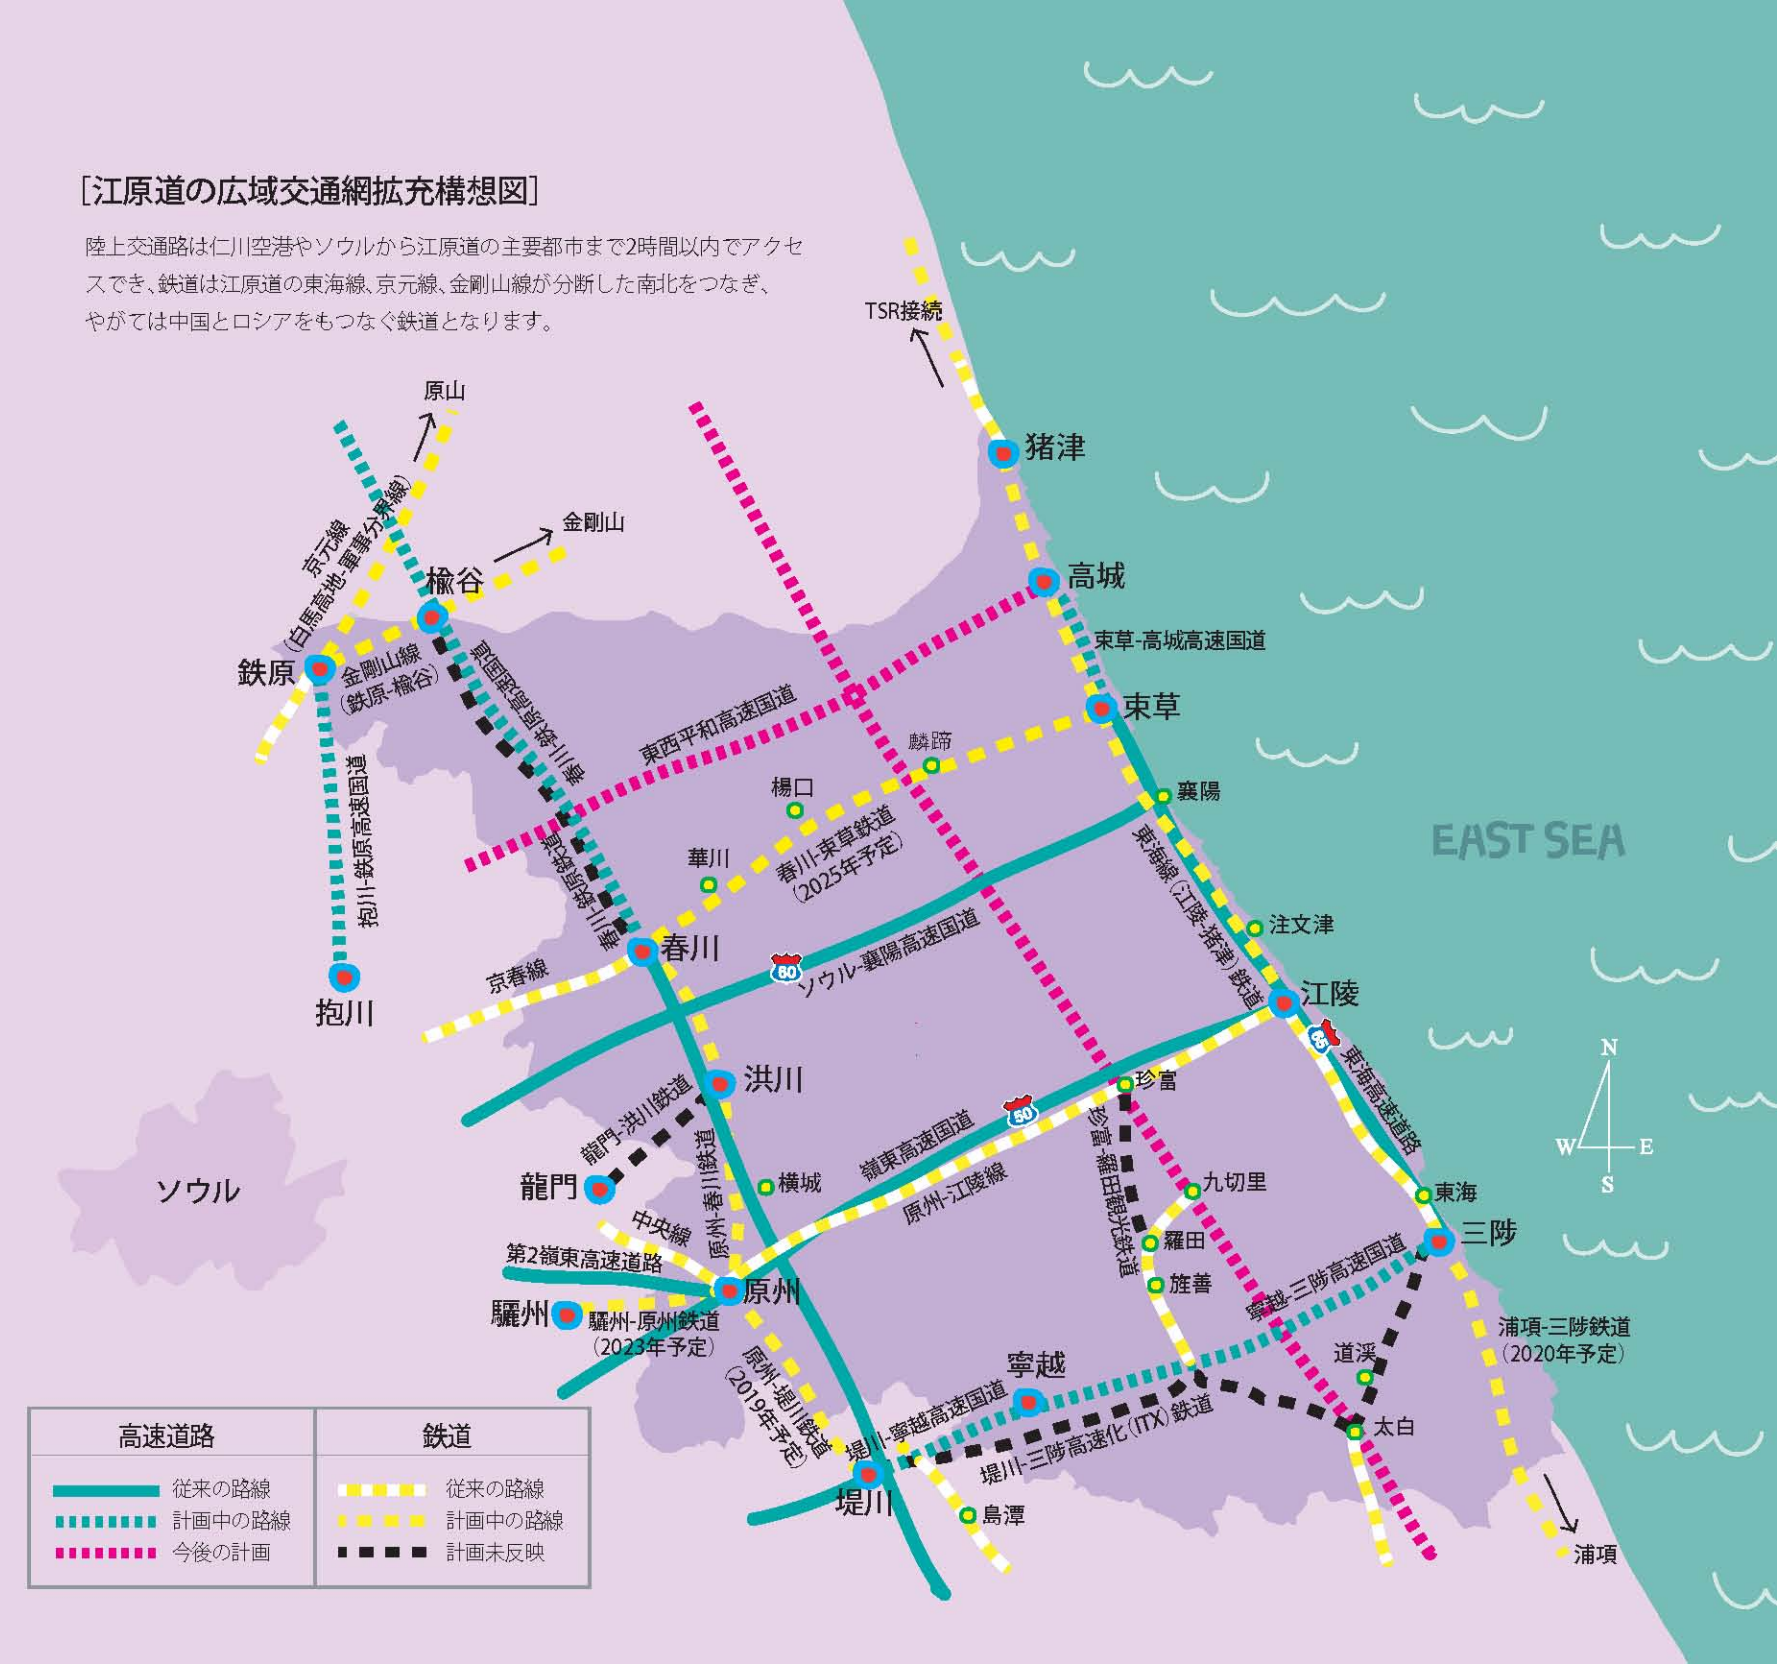 [江原道の広域交通網拡充構想図]
陸上交通路は仁川空港やソウルから江原道の主要都市まで2時間以内でアクセ
スでき、鉄道は江原道の東海線、京元線、金剛山線が分断した南北をつなぎ、
やがては中国とロシアをもつなぐ鉄道となります。
TSR接続
原山
猪津
京元線
(白馬高地-軍事分界線)
金剛山
楡谷
高城
束草-高城高速国道
鉄原
金剛山線
(鉄原-楡谷)
春川-鉄原高速国道
東西平和高速国道
束草
麟蹄
楊口
襄陽
抱川-鉄原高速国道
春川-鉄原鉄道
華川
春川-束草鉄道
(2025年予定)
東海線(江陵-猪津)鉄道
EAST SEA
注文津
春川
京春線
60
ソウル-襄陽高速国道
抱川
江陵
65
東海高速道路
洪川
珍富
50
龍門-洪川鉄道
嶺東高速国道
原州-江陵線
珍富-羅田観光鉄道
N
W
E
S
ソウル
龍門
原州-春川鉄道
横城
九切里
東海
中央線
羅田
三陟
第2嶺東高速道路
旌善
寧越-三陟高速国道
原州
驪州
驪州-原州鉄道
(2023年予定)
浦項-三陟鉄道
(2020年予定)
原州-堤川鉄道
(2019年予定)
寧越
道渓
堤川-寧越高速国道
堤川-三陟高速化(ITX)鉄道
太白
堤川
島潭
浦項
高速道路
鉄道
従来の路線
従来の路線
計画中の路線
計画中の路線
今後の計画
計画未反映